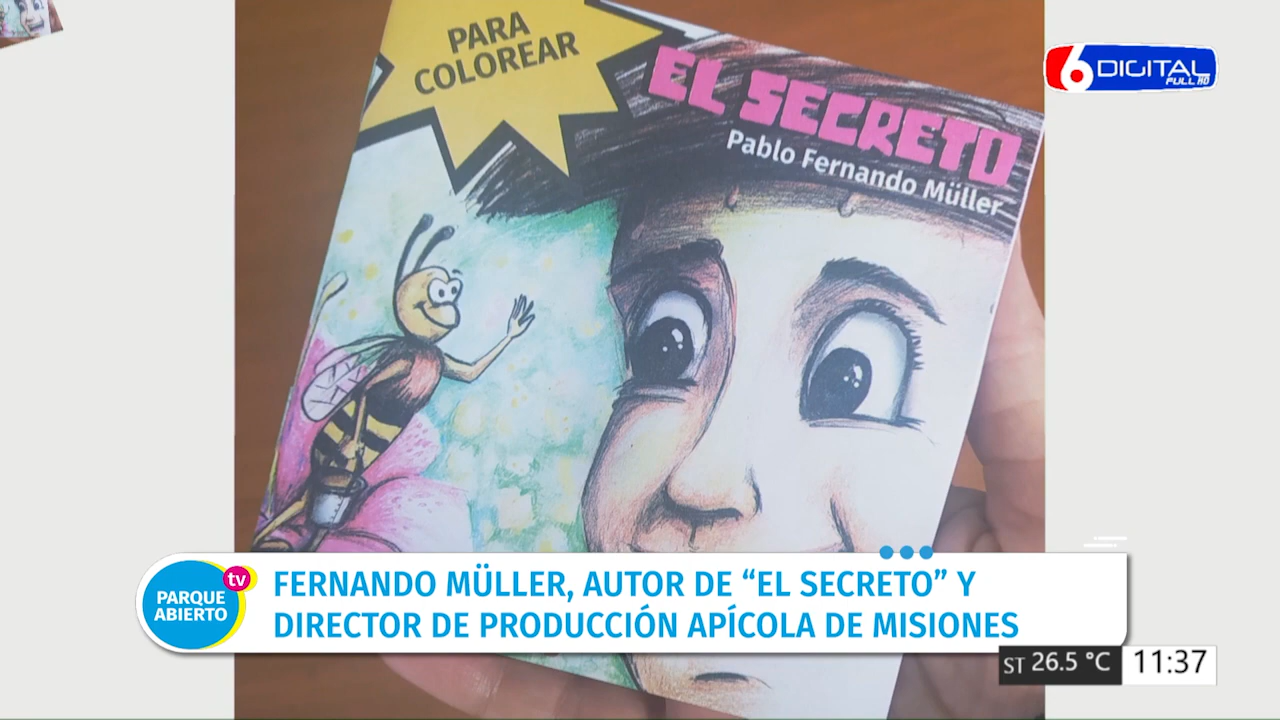 PARA
COLOREAR
EL SECRETO
Pablo Fernando Müller
6 DIGITAL
FULL HD
PARQUE
ABIERTO
tv
FERNANDO MÜLLER, AUTOR DE “EL SECRETO” Y
DIRECTOR DE PRODUCCIÓN APÍCOLA DE MISIONES
ST 26.5 °C
11:37